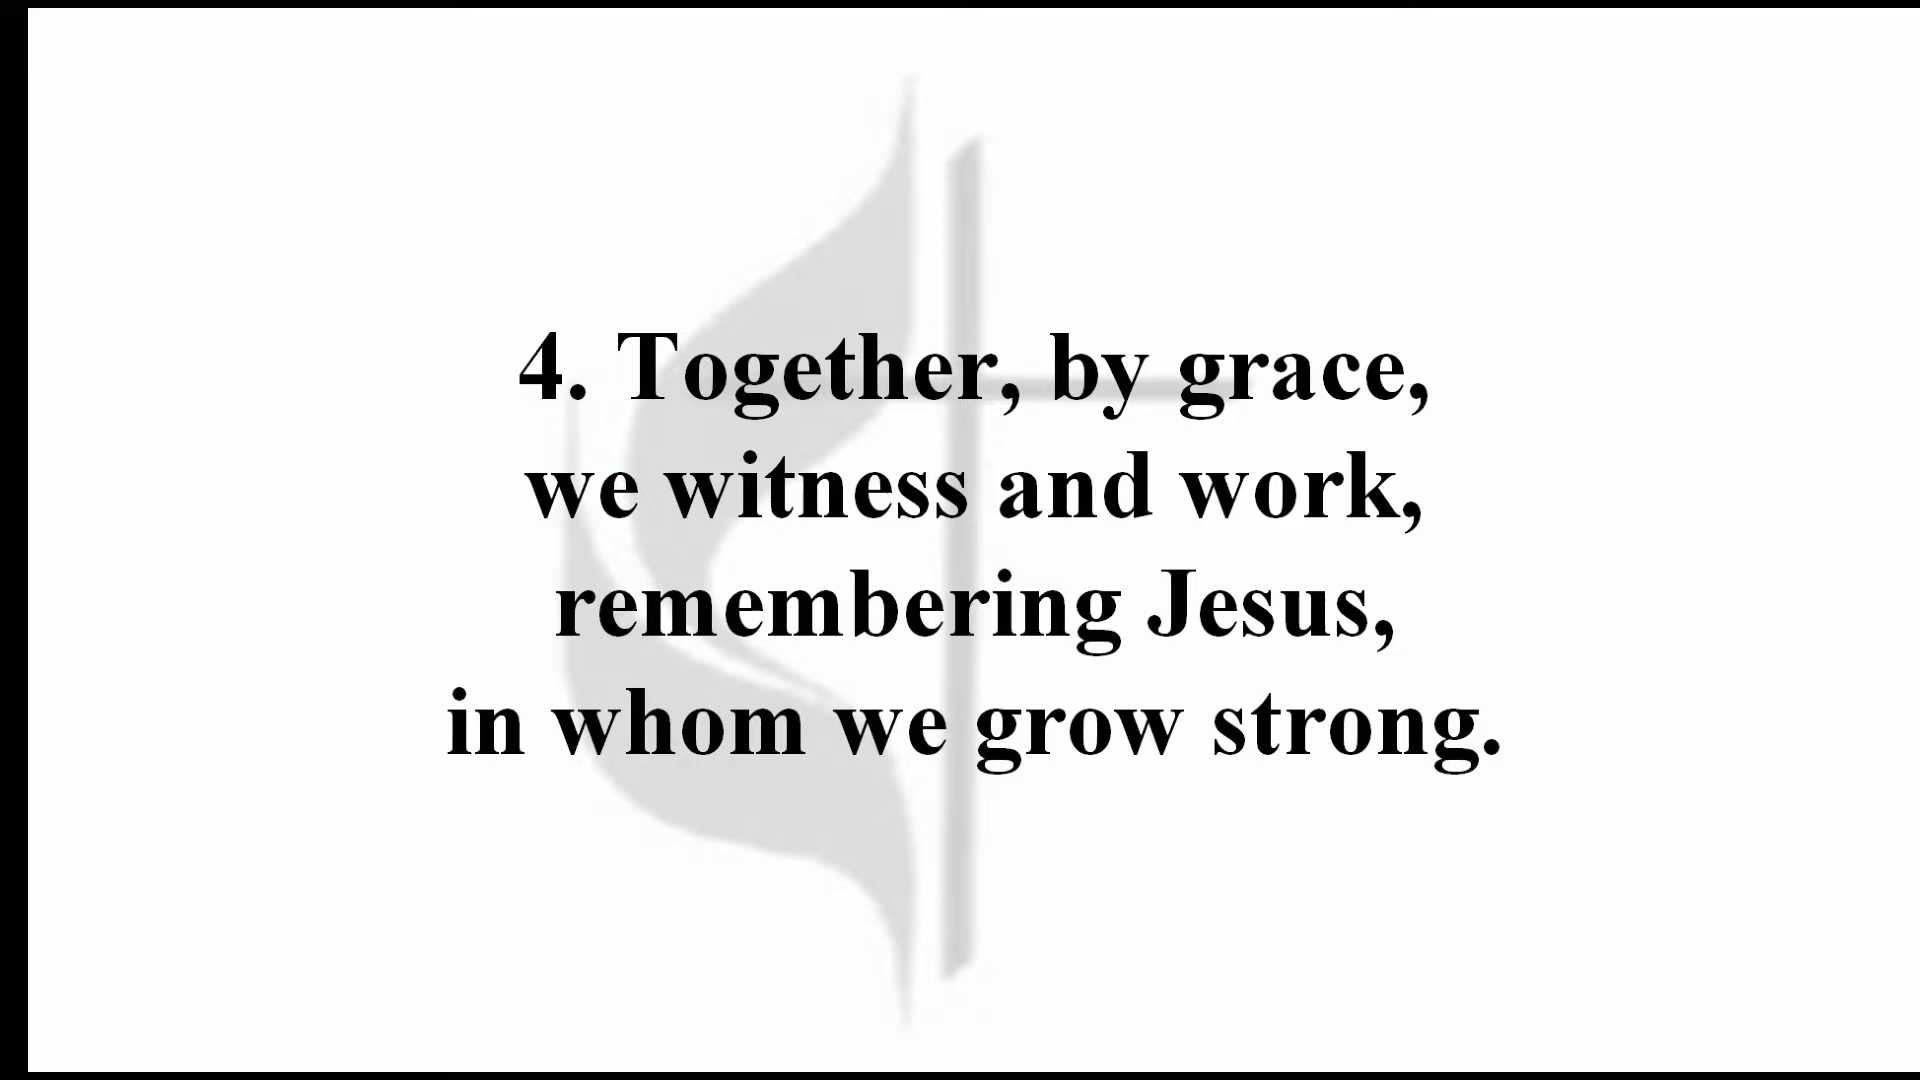 4. Together, by grace,
we witness and work,
remembering Jesus,
in whom we grow strong.